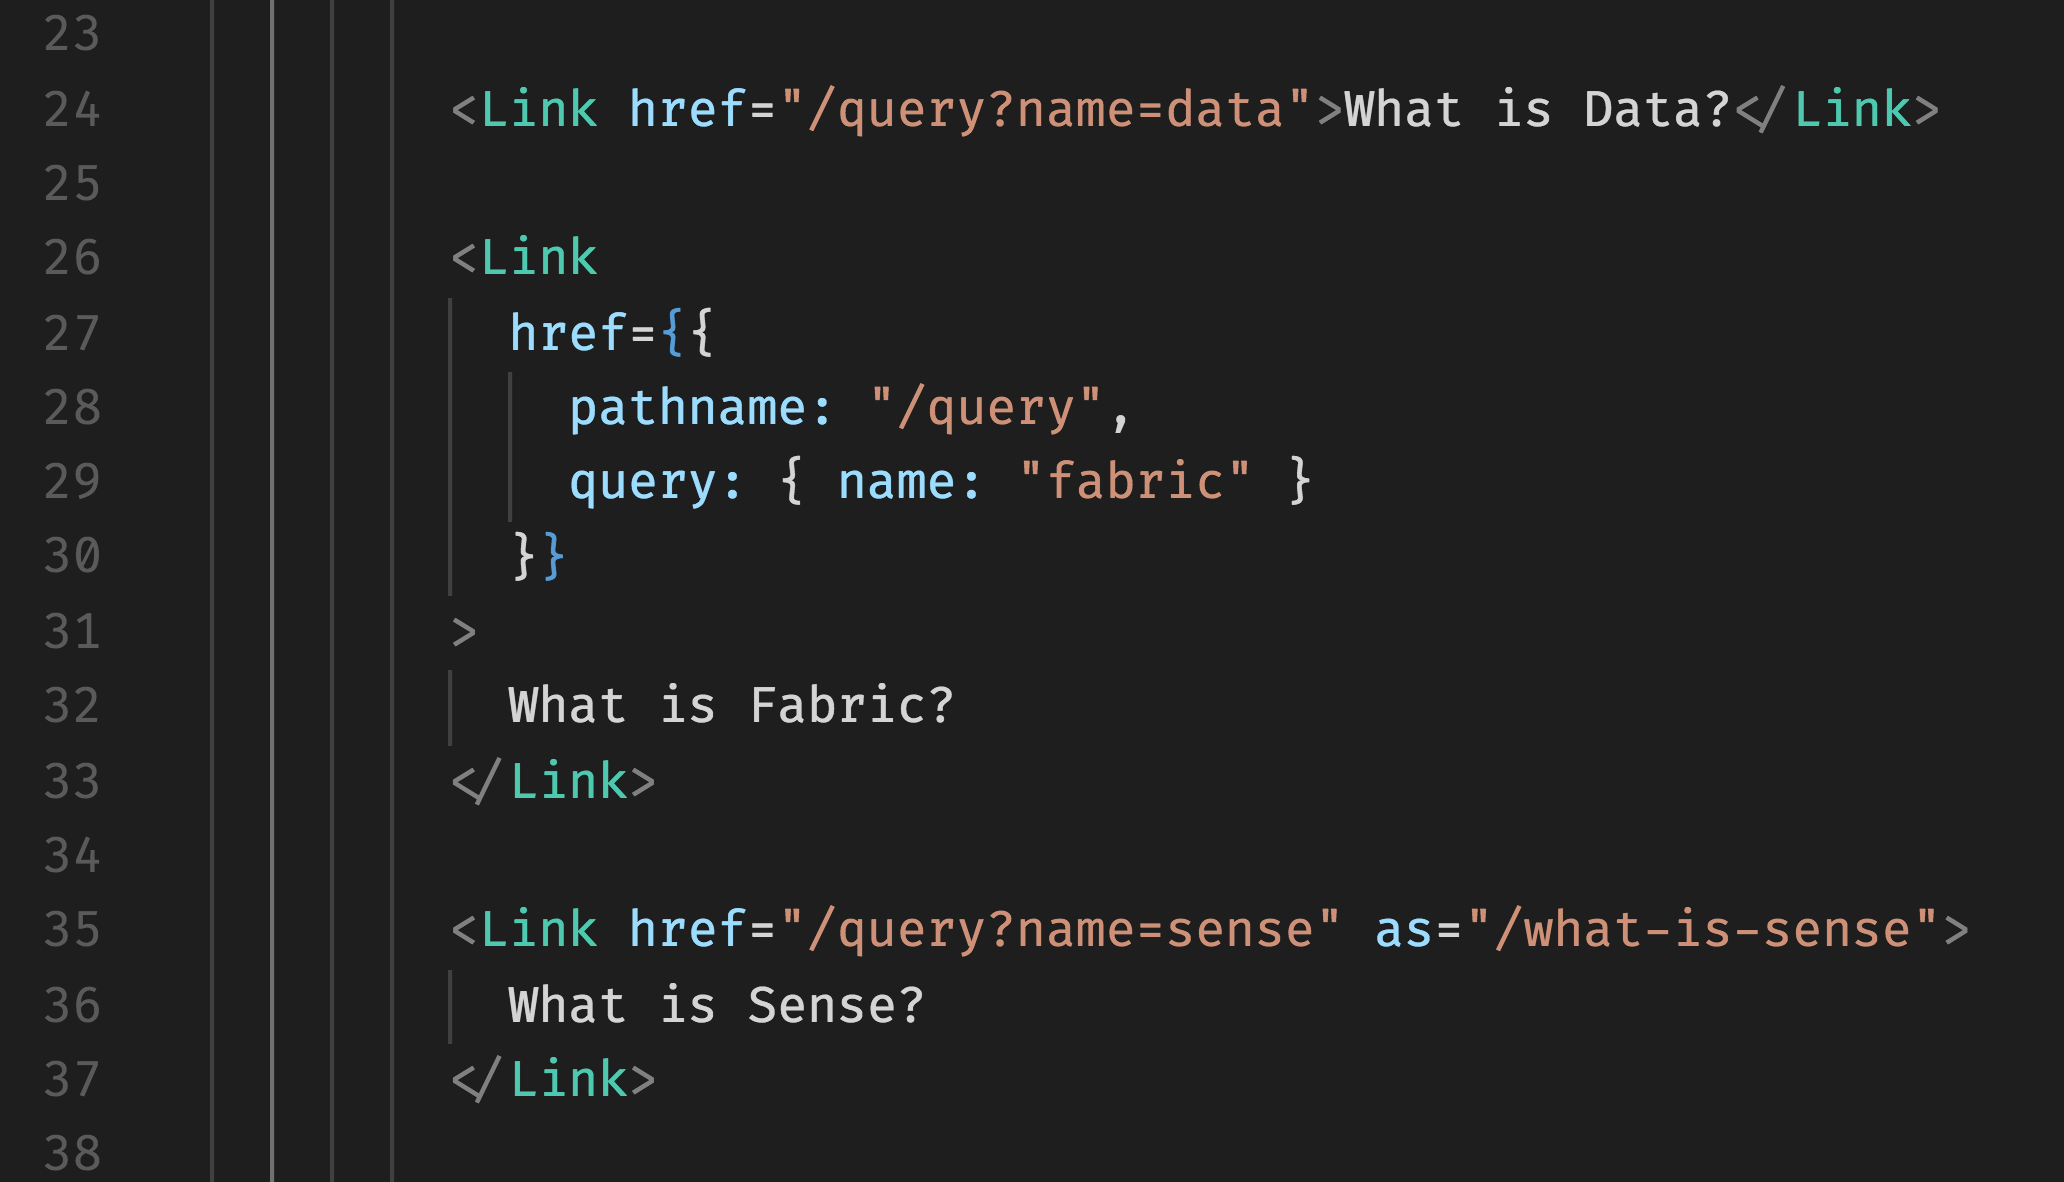 23
24 <Link href="/query?name=data">What is Data?</Link>
25
26 <Link
27 href={{
28 pathname: "/query",
29 query: { name: "fabric" }
30 }}
31 >
32 What is Fabric?
33 </Link>
34
35 <Link href="/query?name=sense" as="/what-is-sense">
36 What is Sense?
37 </Link>
38